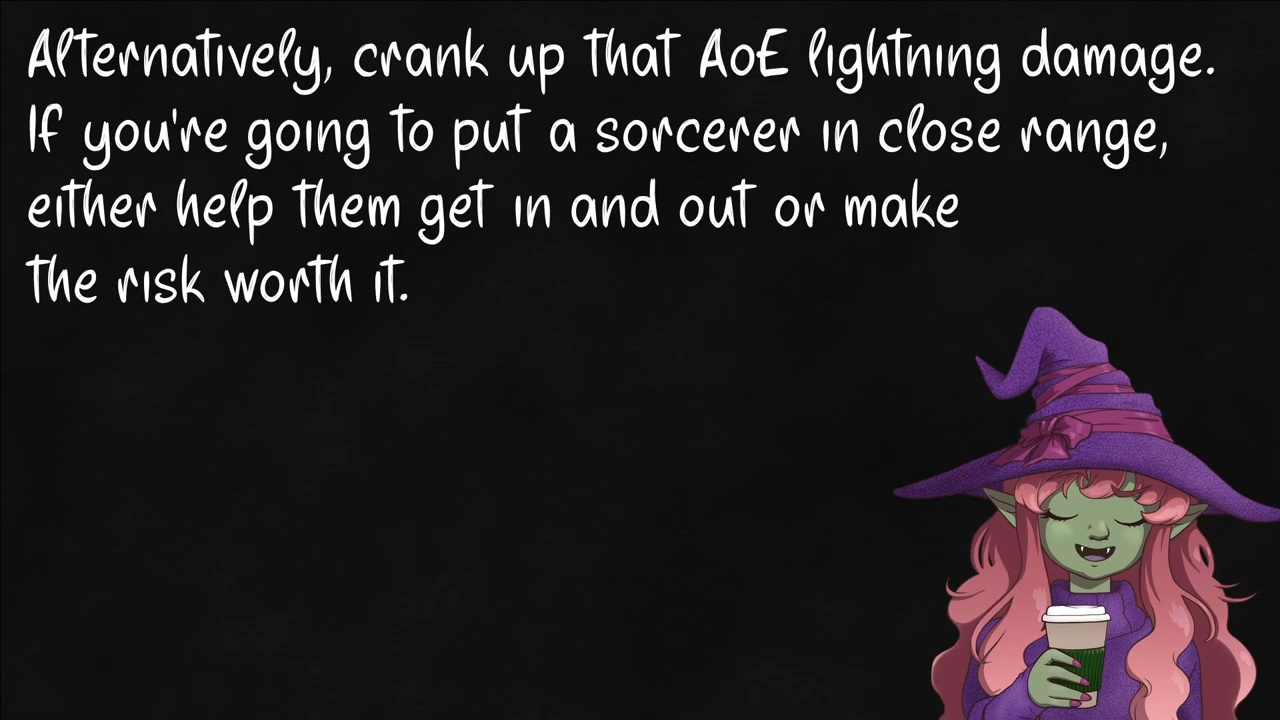 Alternatively, crank up that AoE lightning damage.
If you're going to put a sorcerer in close range,
either help them get in and out or make
the risk worth it.